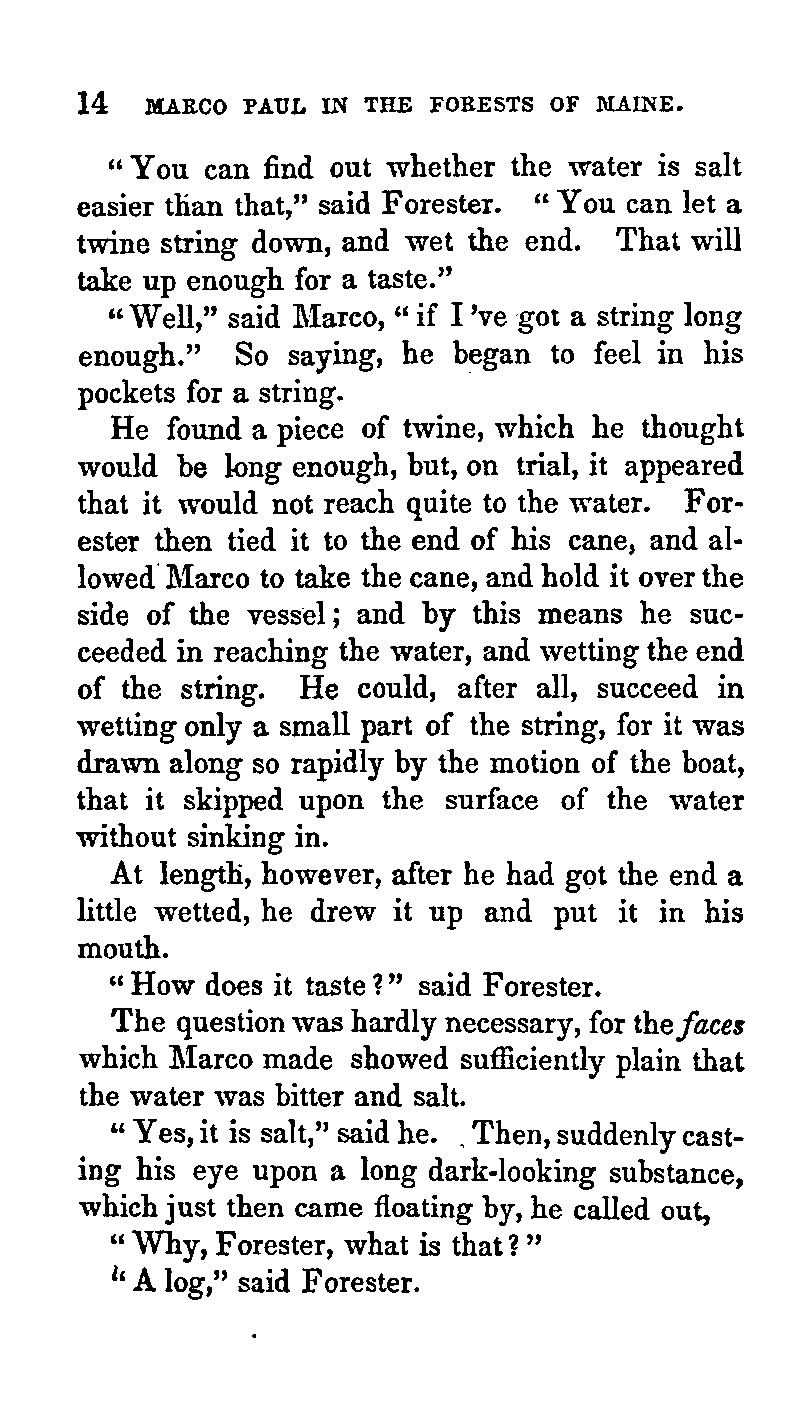 14 MARCO PAUL IN THE FORESTS OF MAINE.
“You can find out whether the water is salt
easier than that,” said Forester. “You can let a
twine string down, and wet the end. That will
take up enough for a taste.”
“Well,” said Marco, “if I’ve got a string long
enough.” So saying, he began to feel in his
pockets for a string.
He found a piece of twine, which he thought
would be long enough, but, on trial, it appeared
that it would not reach quite to the water. For-
ester then tied it to the end of his cane, and al-
lowed Marco to take the cane, and hold it over the
side of the vessel; and by this means he suc-
ceeded in reaching the water, and wetting the end
of the string. He could, after all, succeed in
wetting only a small part of the string, for it was
drawn along so rapidly by the motion of the boat,
that it skipped upon the surface of the water
without sinking in.
At length, however, after he had got the end a
little wetted, he drew it up and put it in his
mouth.
“How does it taste?” said Forester.
The question was hardly necessary, for the faces
which Marco made showed sufficiently plain that
the water was bitter and salt.
“Yes, it is salt,” said he. Then, suddenly cast-
ing his eye upon a long dark-looking substance,
which just then came floating by, he called out,
“Why, Forester, what is that?”
“A log,” said Forester.